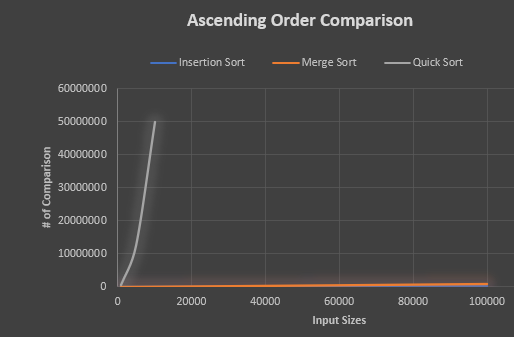 Ascending Order Comparison
Insertion Sort Merge Sort Quick Sort
60000000
50000000
40000000
30000000
20000000
10000000
0
# of Comparison
0 20000 40000 60000 80000 100000
Input Sizes